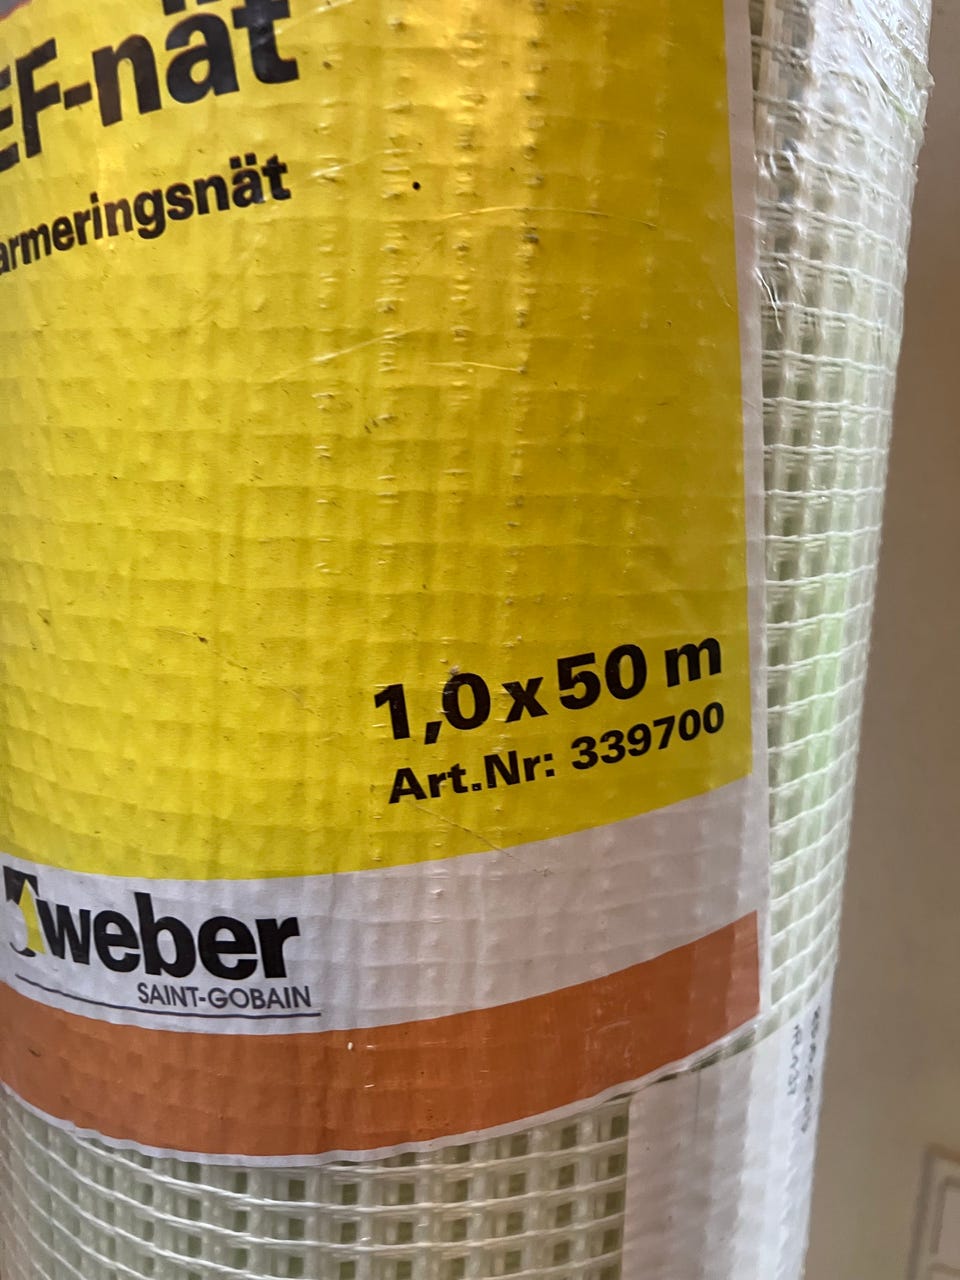 EF-nät
armeringsnät
1,0 x 50 m
Art.Nr: 339700
weber
SAINT-GOBAIN